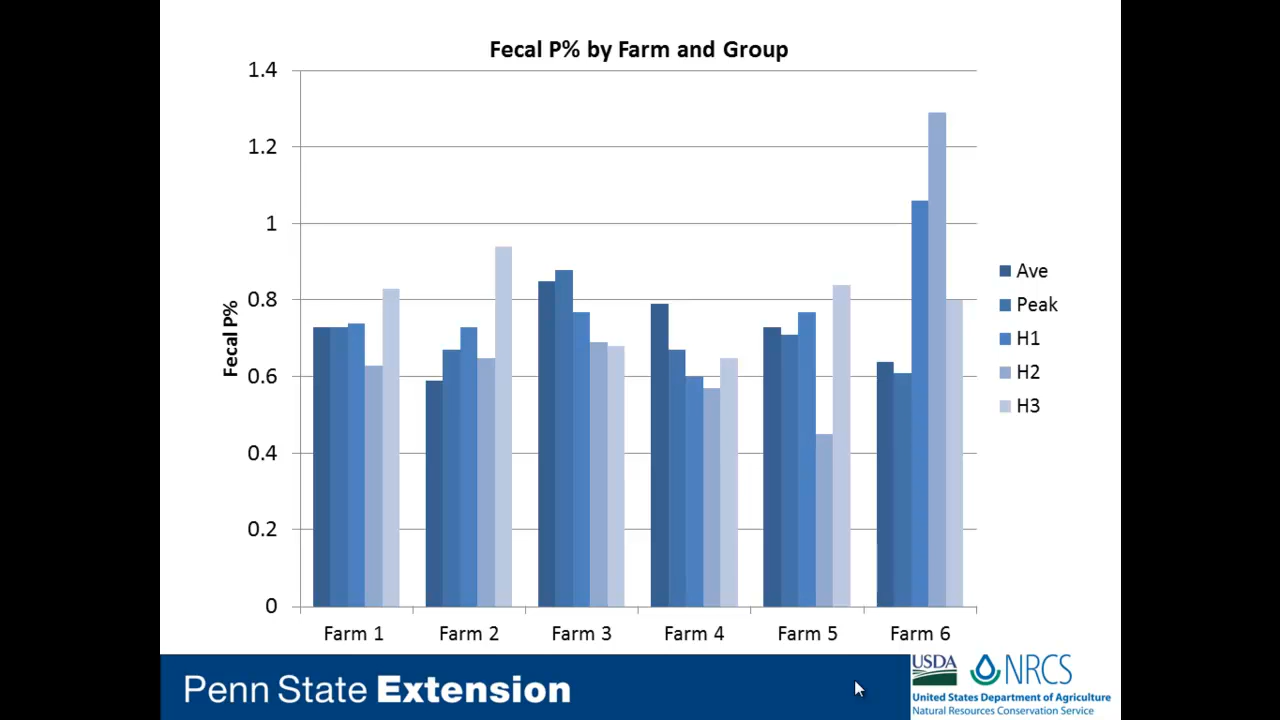 Fecal P% by Farm and Group
1.4
1.2
1
0.8
0.6
0.4
0.2
0
Fecal P%
Farm 1
Farm 2
Farm 3
Farm 4
Farm 5
Farm 6
Ave
Peak
H1
H2
H3
Penn State Extension
USDA
NRCS
United States Department of Agriculture
Natural Resources Conservation Service